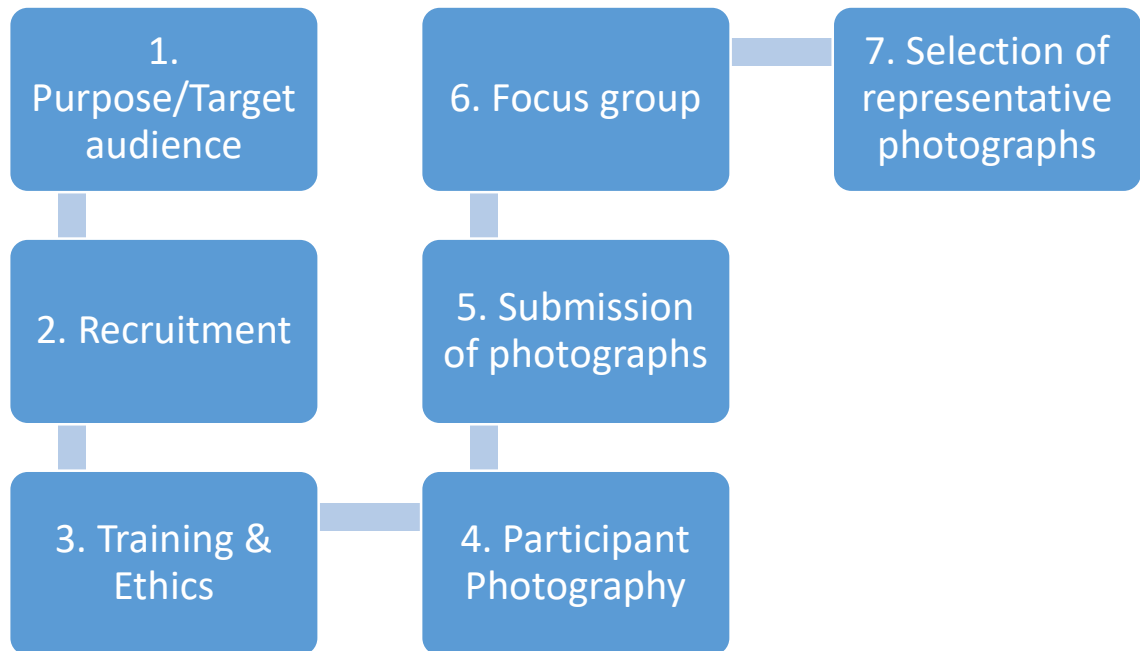 1.
Purpose/Target
audience
2. Recruitment
3. Training &
Ethics
4. Participant
Photography
5. Submission
of photographs
6. Focus group
7. Selection of
representative
photographs